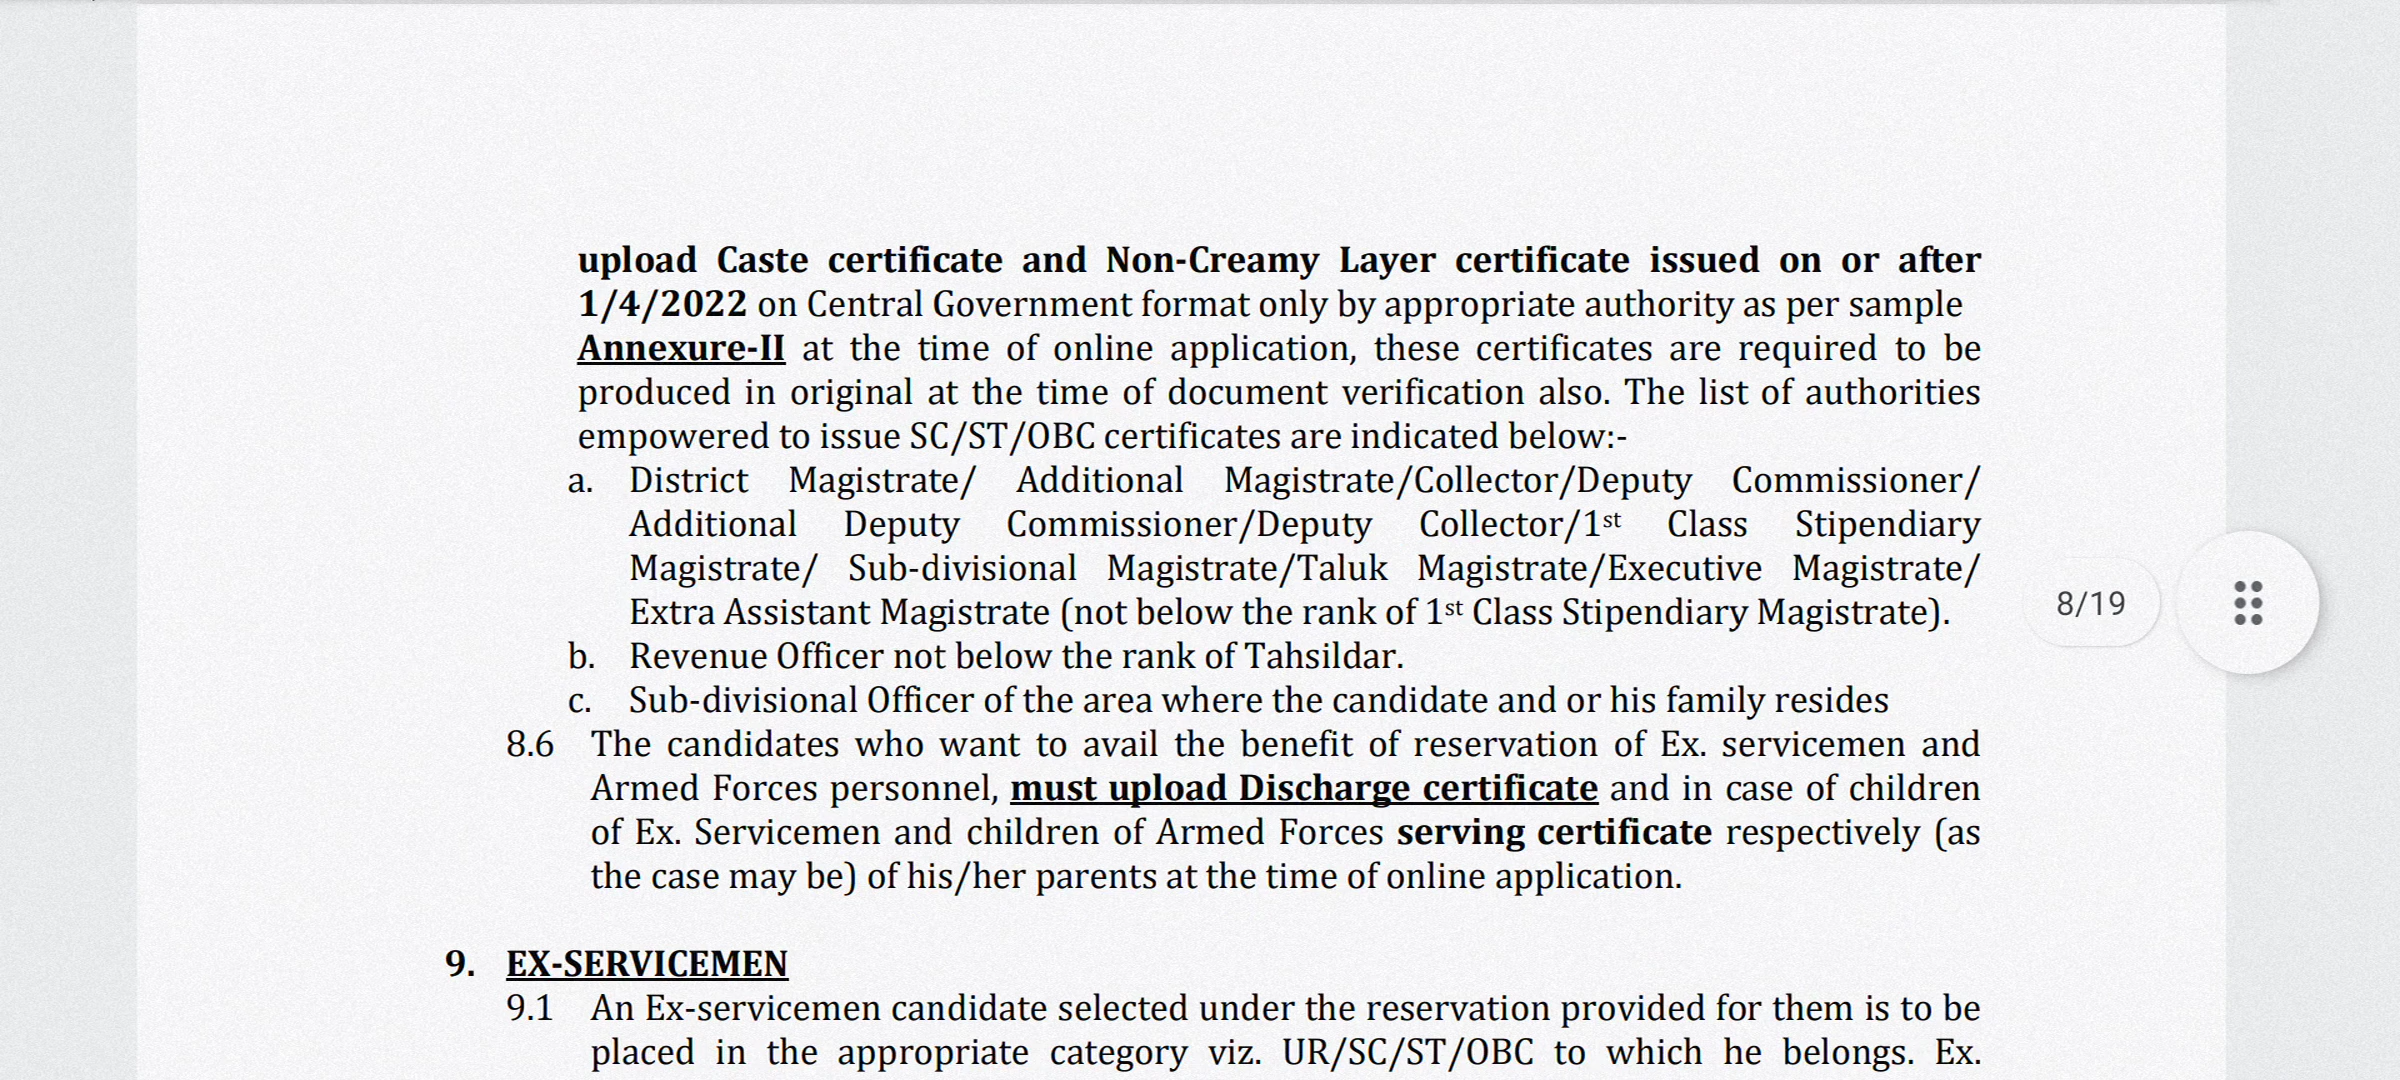 upload Caste certificate and Non-Creamy Layer certificate issued on or after
1/4/2022 on Central Government format only by appropriate authority as per sample
Annexure-II at the time of online application, these certificates are required to be
produced in original at the time of document verification also. The list of authorities
empowered to issue SC/ST/OBC certificates are indicated below:-
a. District Magistrate/ Additional Magistrate/Collector/Deputy Commissioner/
Additional Deputy Commissioner/Deputy Collector/1st Class Stipendiary
Magistrate/ Sub-divisional Magistrate/Taluk Magistrate/Executive Magistrate/
Extra Assistant Magistrate (not below the rank of 1st Class Stipendiary Magistrate).
b. Revenue Officer not below the rank of Tahsildar.
c. Sub-divisional Officer of the area where the candidate and or his family resides
8.6 The candidates who want to avail the benefit of reservation of Ex. servicemen and
Armed Forces personnel, must upload Discharge certificate and in case of children
of Ex. Servicemen and children of Armed Forces serving certificate respectively (as
the case may be) of his/her parents at the time of online application.
9. EX-SERVICEMEN
9.1 An Ex-servicemen candidate selected under the reservation provided for them is to be
placed in the appropriate category viz. UR/SC/ST/OBC to which he belongs. Ex.
8/19